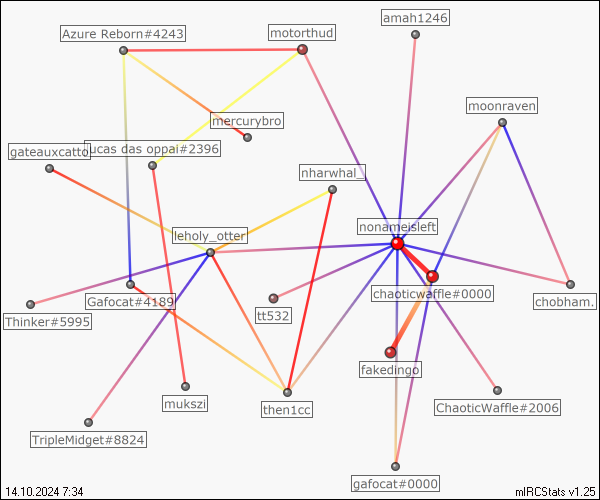 amah1246
Azure Reborn#4243
motorthud
moonraven
mercurybro
gateauxcatto
ucas das oppai#2396
nharwhal_
nonameisleft
leholy_otter
chaoticwaffle#0000
Gafocat#4189
chobham.
Thinker#5995
tt532
fakedingo
mukszi
then1cc
ChaoticWaffle#2006
TripleMidget#8824
gafocat#0000
14.10.2024 7:34
mIRCStats v1.25